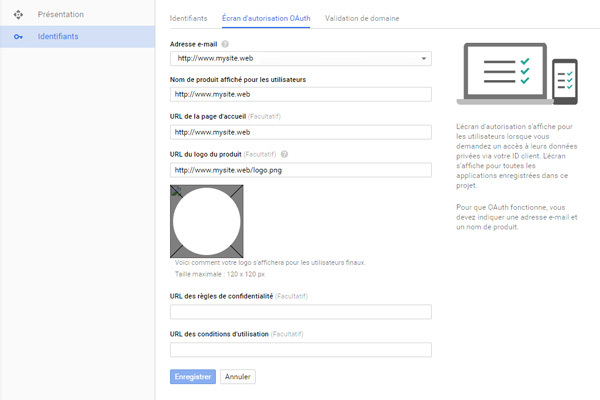 Présentation
Identifiants
Identifiants Écran d'autorisation OAuth Validation de domaine
Adresse e-mail ?
http://www.mysite.web
Nom de produit affiché pour les utilisateurs
http://www.mysite.web
URL de la page d'accueil (Facultatif)
http://www.mysite.web
URL du logo du produit (Facultatif) ?
http://www.mysite.web/logo.png
Voici comment votre logo s'affichera pour les utilisateurs finaux.
Taille maximale : 120 x 120 px
URL des règles de confidentialité (Facultatif)
URL des conditions d'utilisation (Facultatif)
Enregistrer Annuler
L'écran d'autorisation s'affiche pour
les utilisateurs lorsque vous
demandez un accès à leurs données
privées via votre ID client. L'écran
s'affiche pour toutes les
applications enregistrées dans ce
projet.
Pour que OAuth fonctionne, vous
devez indiquer une adresse e-mail et
un nom de produit.